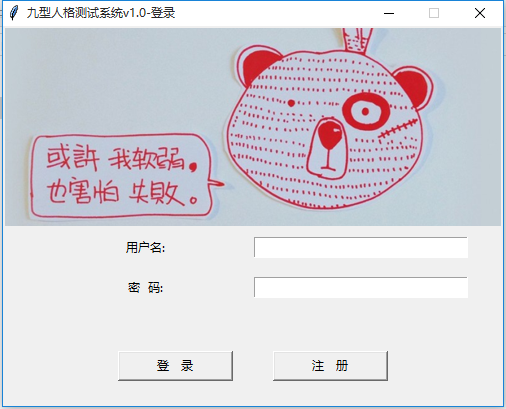 九型人格测试系统v1.0-登录
或許 我软弱，
也害怕 失敗。
用户名:
密 码:
登 录
注 册